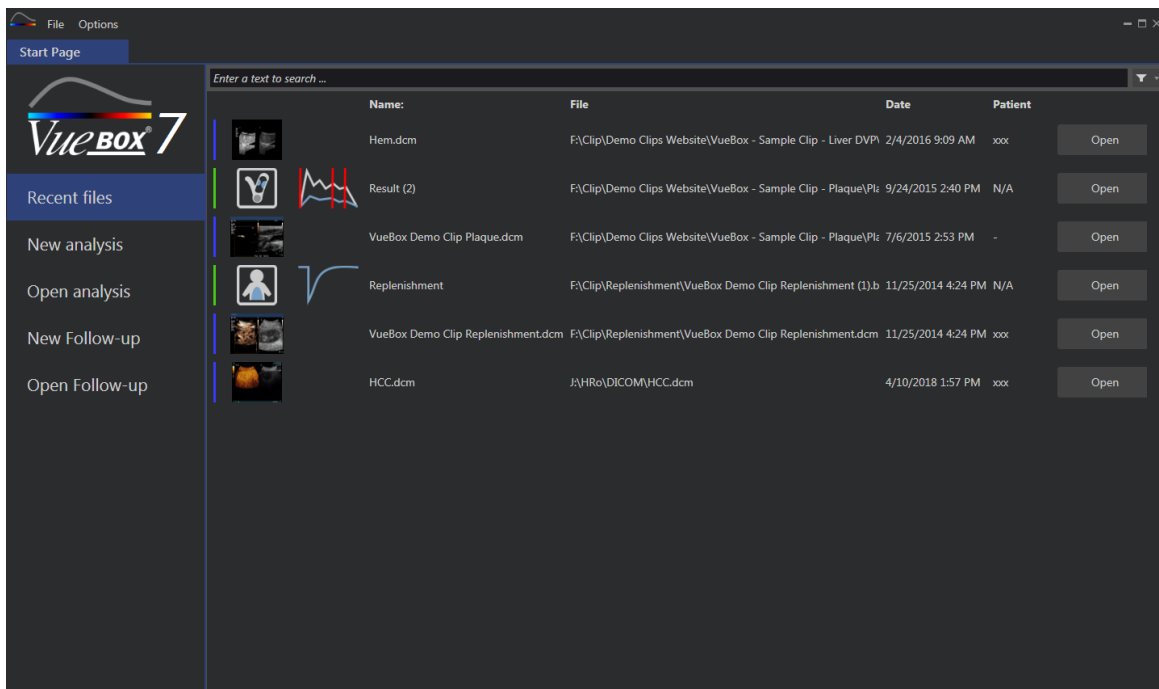 File Options
Start Page
Enter a text to search ...
VUEBOX® 7
Name: File Date Patient
Hem.dcm F:\Clip\Demo Clips Website\VueBox - Sample Clip - Liver DVP\ 2/4/2016 9:09 AM xxx Open
Recent files
Result (2) F:\Clip\Demo Clips Website\VueBox - Sample Clip - Plaque\Pla 9/24/2015 2:40 PM N/A Open
New analysis
VueBox Demo Clip Plaque.dcm F:\Clip\Demo Clips Website\VueBox - Sample Clip - Plaque\Pla 7/6/2015 2:53 PM - Open
Open analysis
Replenishment F:\Clip\Replenishment\VueBox Demo Clip Replenishment (1).b 11/25/2014 4:24 PM N/A Open
New Follow-up
VueBox Demo Clip Replenishment.dcm F:\Clip\Replenishment\VueBox Demo Clip Replenishment.dcm 11/25/2014 4:24 PM xxx Open
Open Follow-up
HCC.dcm J:\HRo\DICOM\HCC.dcm 4/10/2018 1:57 PM xxx Open